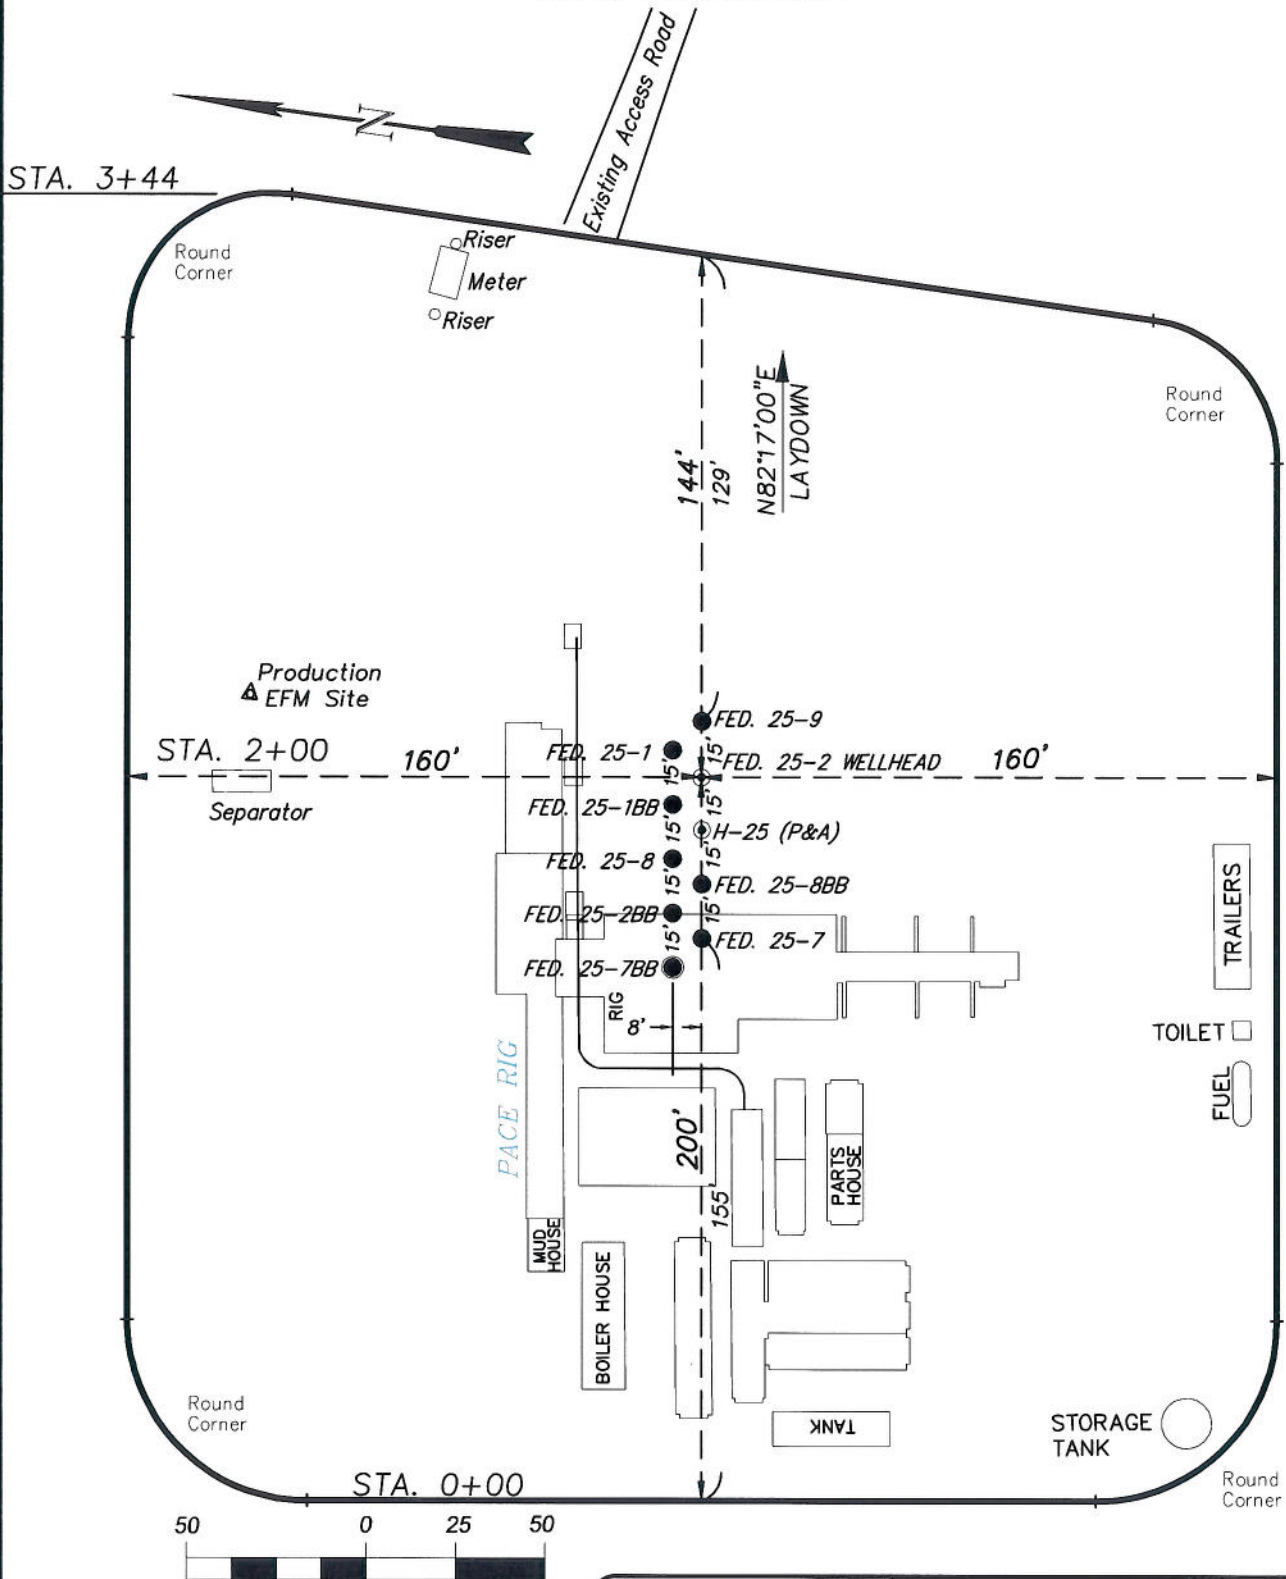 Existing Access Road
N
STA. 3+44
Round
Corner
Riser
Meter
Riser
Round
Corner
144'
129'
N82°17'00"E
LAYDOWN
Production
EFM Site
FED. 25-9
STA. 2+00
160'
FED. 25-1
15'
15'
FED. 25-2 WELLHEAD
160'
Separator
FED. 25-1BB
15'
15'
H-25 (P&A)
FED. 25-8
15'
15'
FED. 25-8BB
FED. 25-2BB
15'
15'
FED. 25-7
FED. 25-7BB
RIG
8'
TRAILERS
TOILET
FUEL
PACE RIG
200'
155'
PARTS
HOUSE
MUD
HOUSE
BOILER HOUSE
TANK
STORAGE
TANK
Round
Corner
Round
Corner
STA. 0+00
50 0 25 50